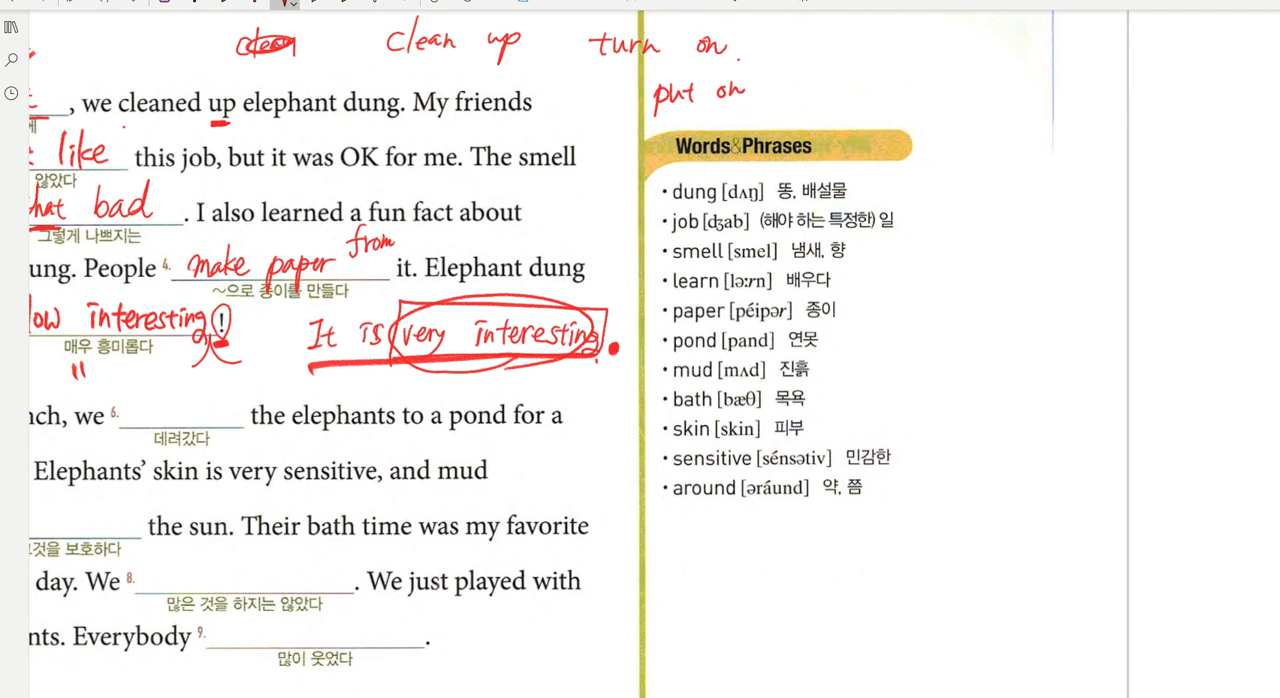 clean up turn on.
put on
, we cleaned up elephant dung. My friends
like this job, but it was OK for me. The smell
않았다
that bad . I also learned a fun fact about
그렇게 나쁘지는
ung. People 4. make paper from it. Elephant dung
~으로 종이를 만들다
How interesting! It is very interesting.
매우 흥미롭다
nch, we 6. the elephants to a pond for a
데려갔다
Elephants' skin is very sensitive, and mud
the sun. Their bath time was my favorite
그것을 보호하다
day. We 8. . We just played with
많은 것을 하지는 않았다
nts. Everybody 9. .
많이 웃었다
Words&Phrases
• dung [dʌŋ] 똥, 배설물
• job [dʒab] (해야 하는 특정한) 일
• smell [smel] 냄새, 향
• learn [ləːrn] 배우다
• paper [péipər] 종이
• pond [pand] 연못
• mud [mʌd] 진흙
• bath [bæθ] 목욕
• skin [skin] 피부
• sensitive [sénsətiv] 민감한
• around [əráund] 약, 쯤